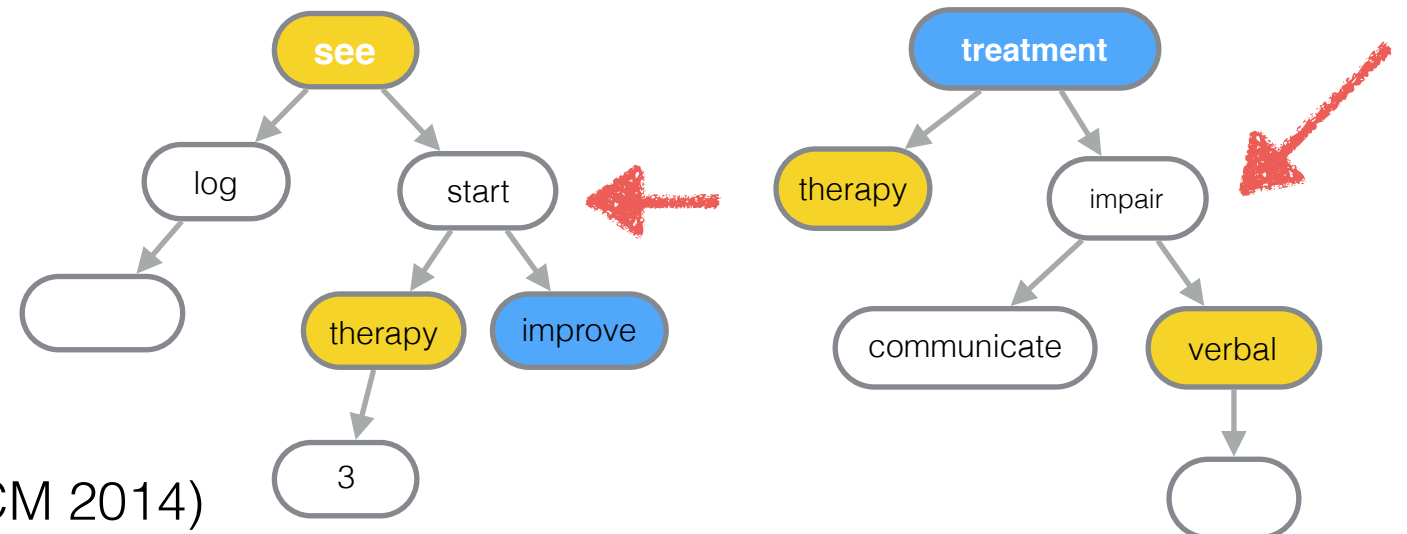 see
treatment
log
start
therapy
impair
therapy
improve
communicate
verbal
3
CM 2014)